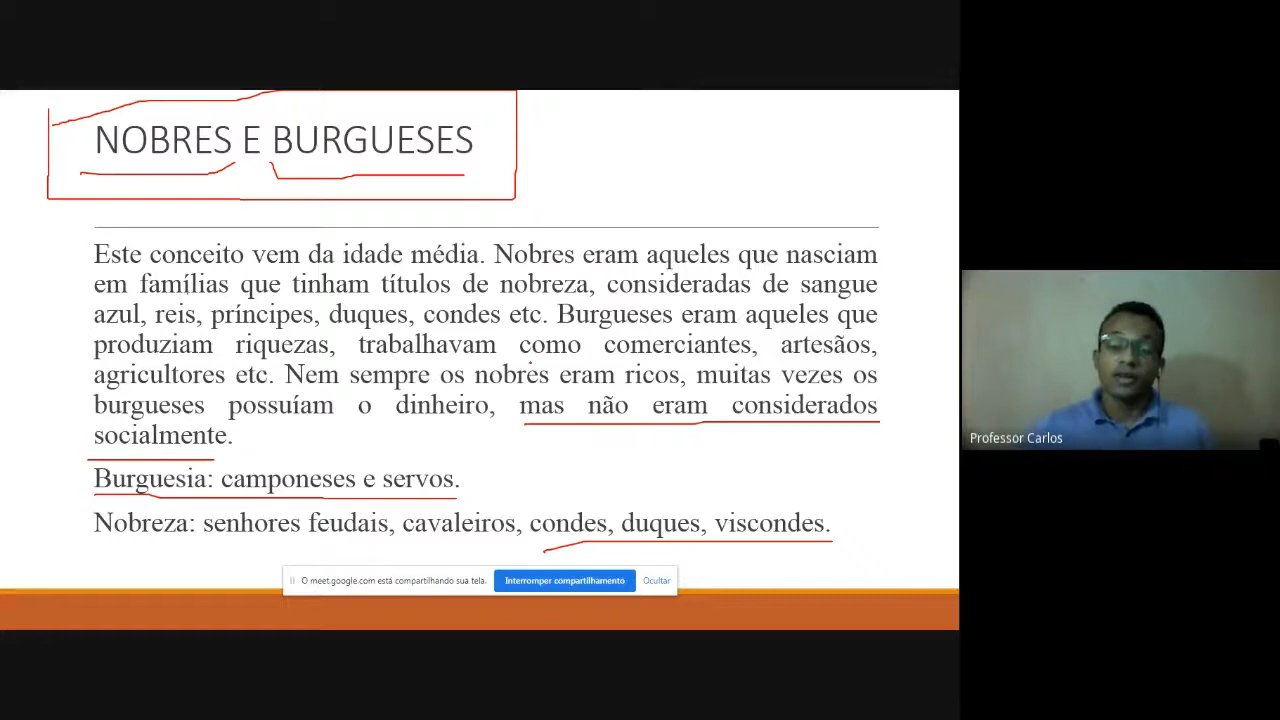 NOBRES E BURGUESES
Este conceito vem da idade média. Nobres eram aqueles que nasciam
em famílias que tinham títulos de nobreza, consideradas de sangue
azul, reis, príncipes, duques, condes etc. Burgueses eram aqueles que
produziam riquezas, trabalhavam como comerciantes, artesãos,
agricultores etc. Nem sempre os nobres eram ricos, muitas vezes os
burgueses possuíam o dinheiro, mas não eram considerados
socialmente.
Burguesia: camponeses e servos.
Nobreza: senhores feudais, cavaleiros, condes, duques, viscondes.
O meet.google.com está compartilhando sua tela. Interromper compartilhamento Ocultar
Professor Carlos